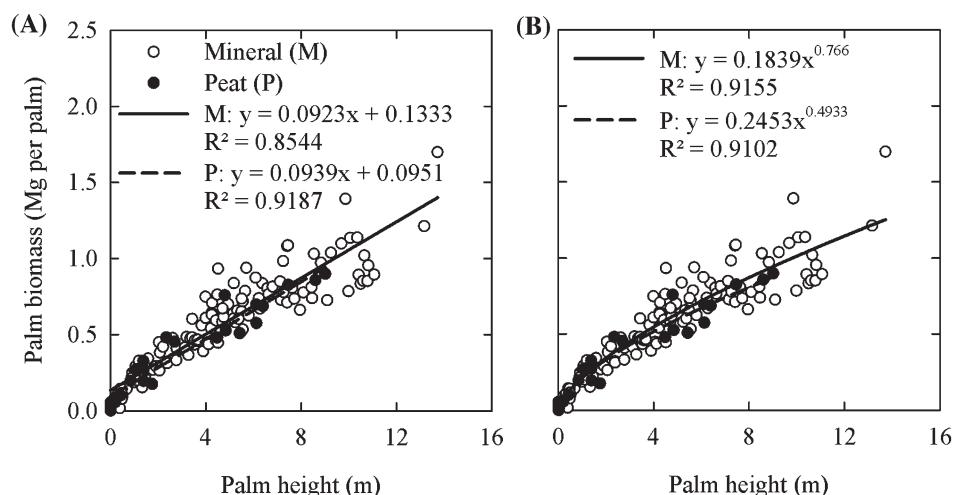 (A)
2.5
2.0
1.5
1.0
0.5
0.0
Palm biomass (Mg per palm)
Mineral (M)
Peat (P)
M: y = 0.0923x + 0.1333
R² = 0.8544
P: y = 0.0939x + 0.0951
R² = 0.9187
0 4 8 12 16
Palm height (m)
(B)
M: y = 0.1839x^0.766
R² = 0.9155
P: y = 0.2453x^0.4933
R² = 0.9102
0 4 8 12 16
Palm height (m)